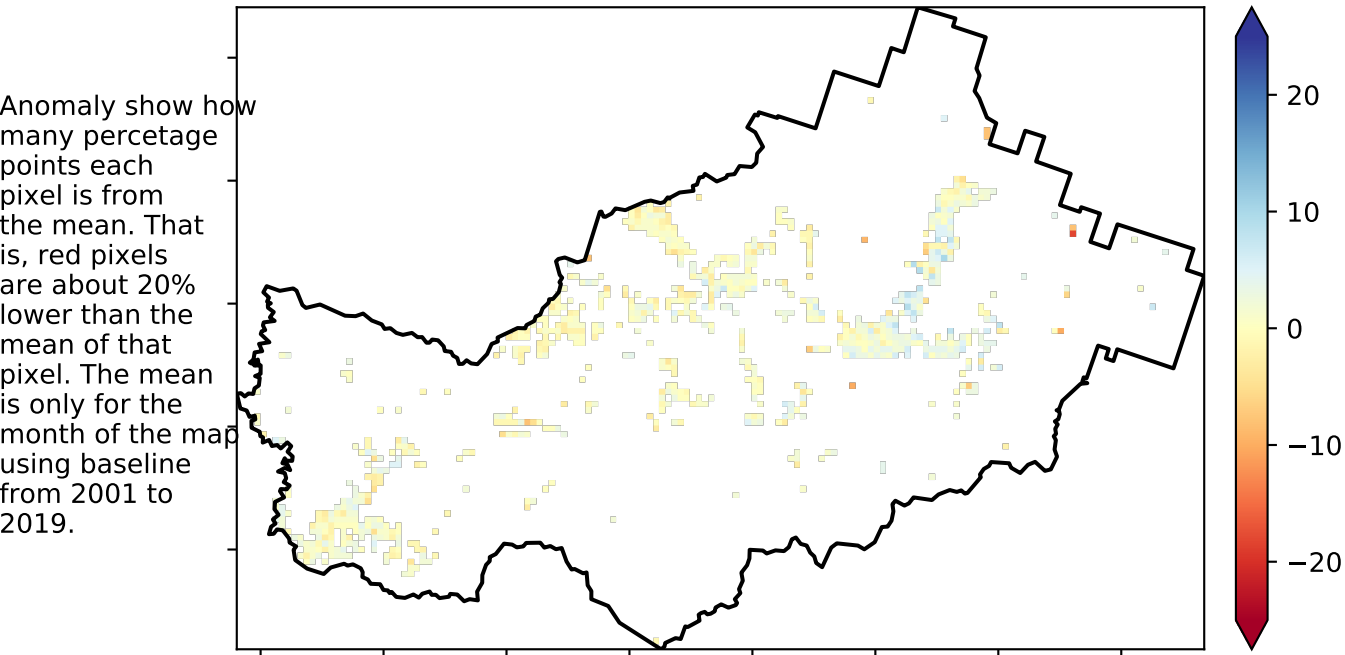 Anomaly show how
many percetage
points each
pixel is from
the mean. That
is, red pixels
are about 20%
lower than the
mean of that
pixel. The mean
is only for the
month of the map
using baseline
from 2001 to
2019.
20
10
0
−10
−20